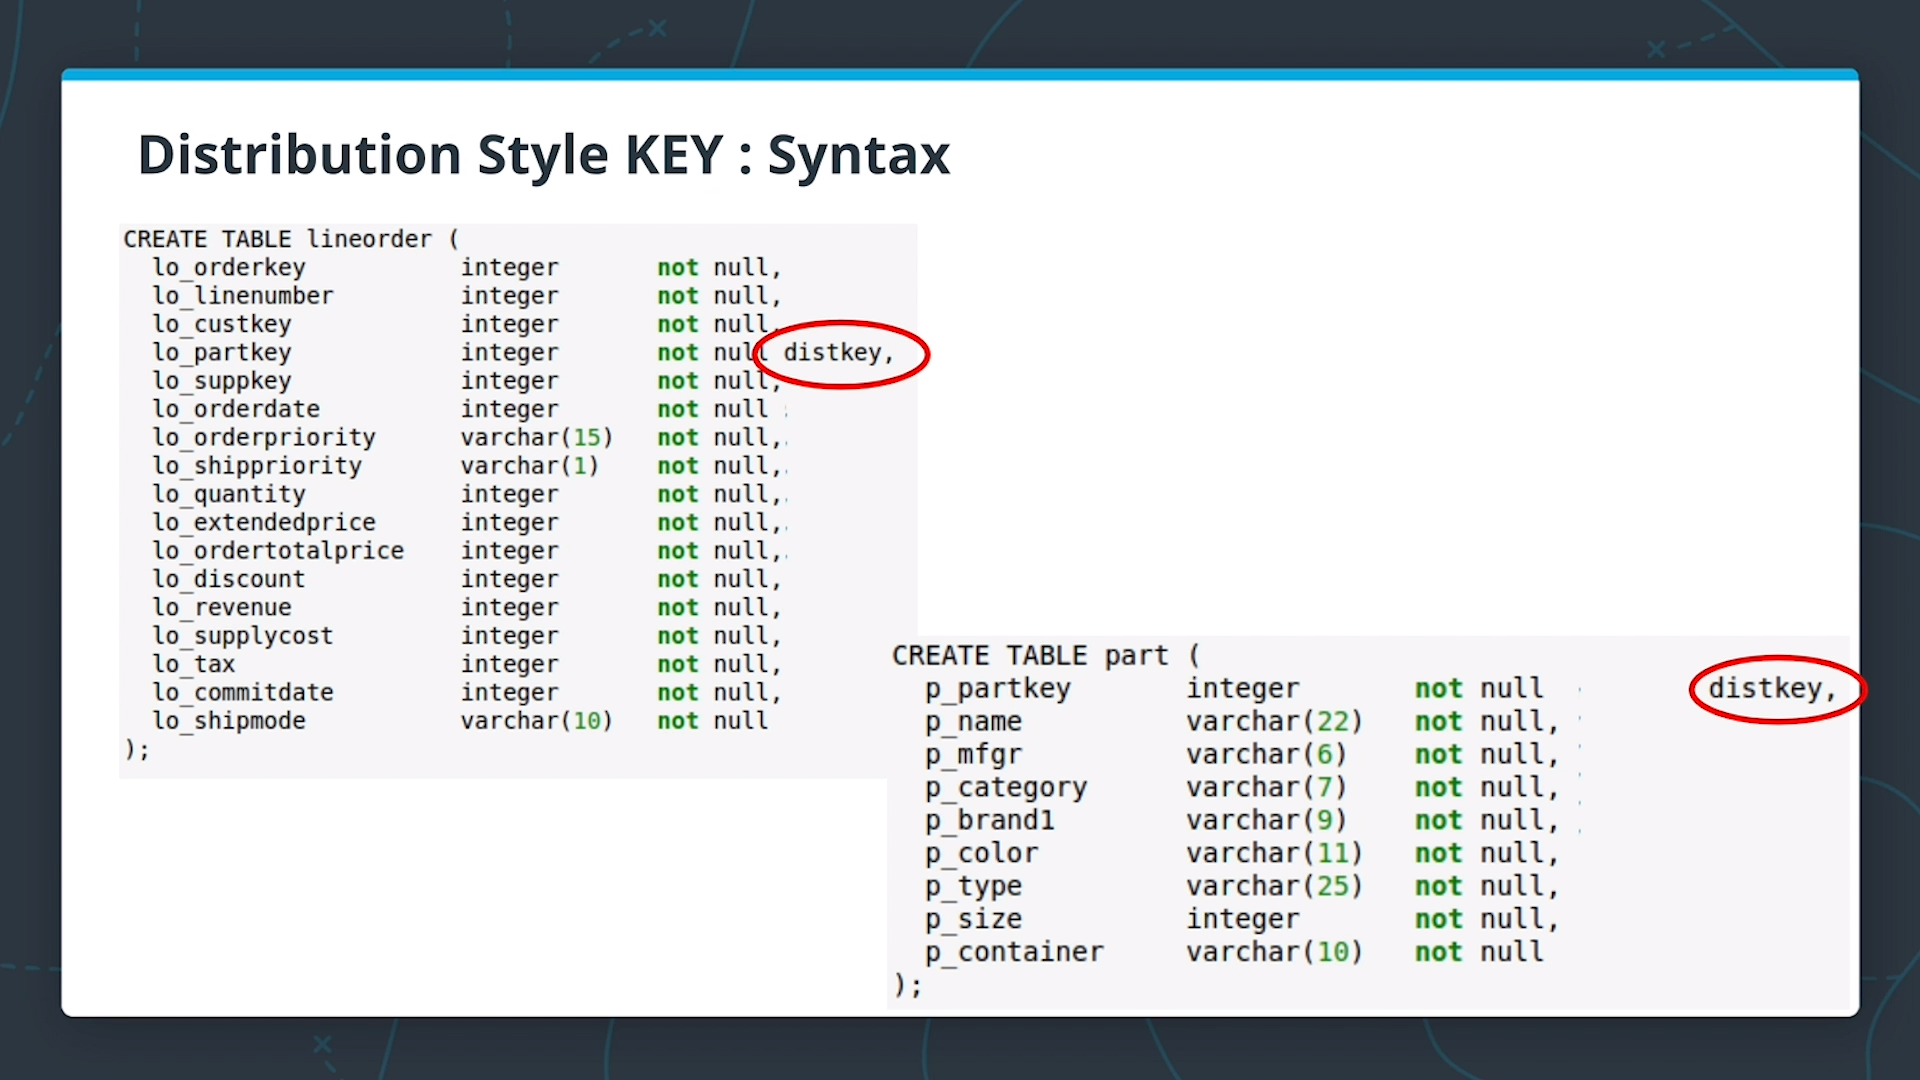 Distribution Style KEY : Syntax
CREATE TABLE lineorder (
lo_orderkey integer not null,
lo_linenumber integer not null,
lo_custkey integer not null,
lo_partkey integer not null distkey,
lo_suppkey integer not null,
lo_orderdate integer not null
lo_orderpriority varchar(15) not null,
lo_shippriority varchar(1) not null,
lo_quantity integer not null,
lo_extendedprice integer not null,
lo_ordertotalprice integer not null,
lo_discount integer not null,
lo_revenue integer not null,
lo_supplycost integer not null,
lo_tax integer not null,
lo_commitdate integer not null,
lo_shipmode varchar(10) not null
);
CREATE TABLE part (
p_partkey integer not null distkey,
p_name varchar(22) not null,
p_mfgr varchar(6) not null,
p_category varchar(7) not null,
p_brand1 varchar(9) not null,
p_color varchar(11) not null,
p_type varchar(25) not null,
p_size integer not null,
p_container varchar(10) not null
);